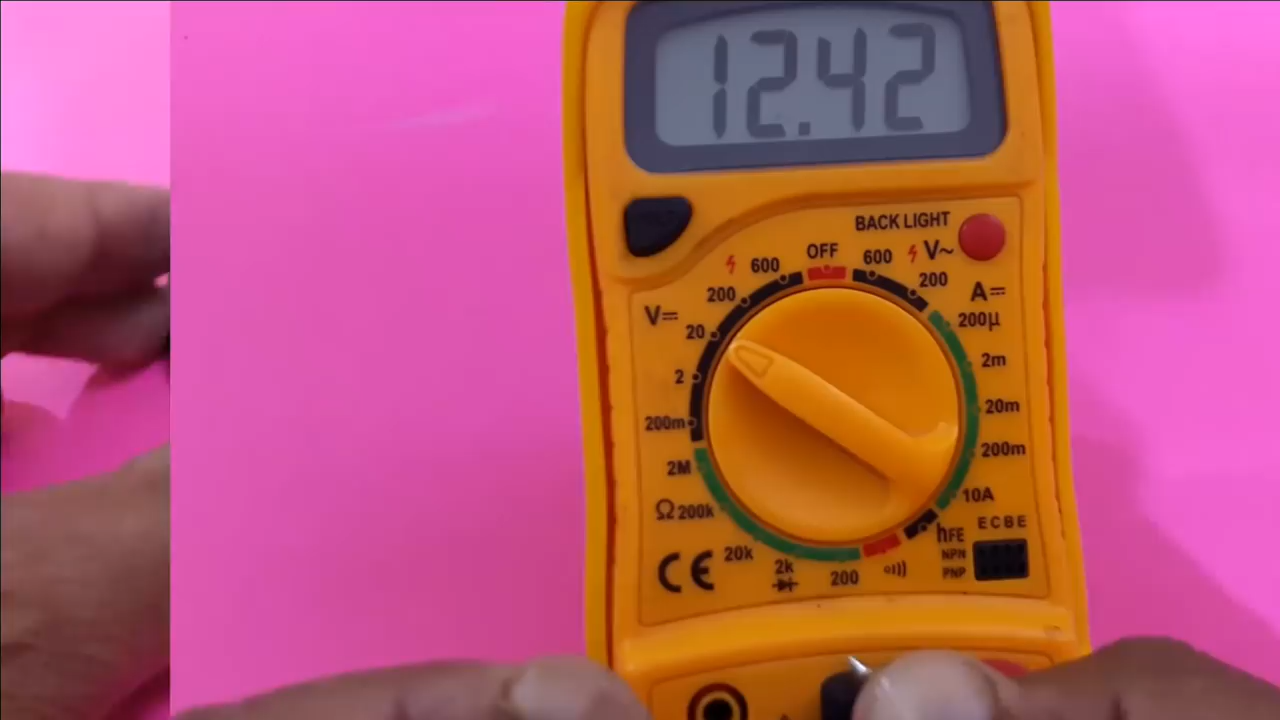 12.42
BACK LIGHT
OFF
600
600
V~
200
200
V⎓
A⎓
20
200µ
2
2m
200m
20m
2M
200m
Ω
200k
10A
20k
2k
200
hFE
ECBE
NPN
PNP
CE